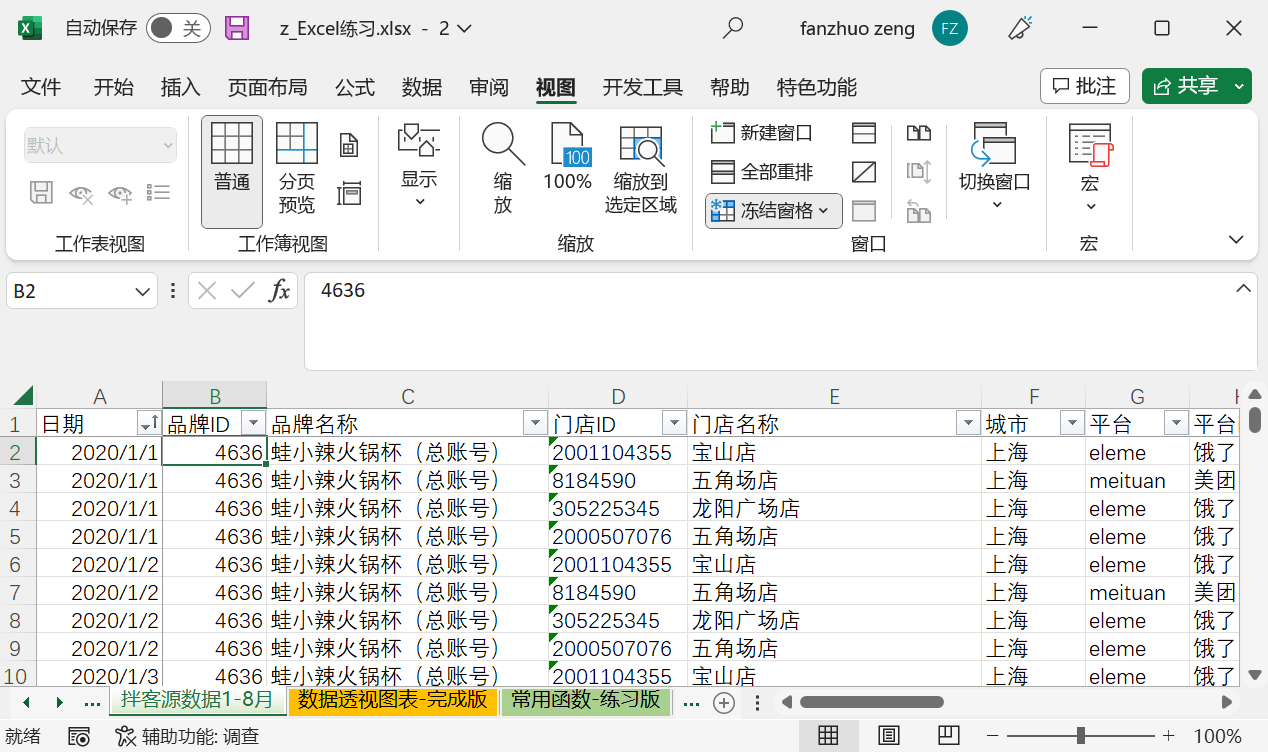 自动保存 关 z_Excel练习.xlsx - 2 fanzhuo zeng FZ
文件 开始 插入 页面布局 公式 数据 审阅 视图 开发工具 帮助 特色功能 批注 共享
默认 普通 分页预览 显示 缩放 100% 缩放到选定区域 新建窗口 全部重排 冻结窗格 切换窗口 宏
工作表视图 工作簿视图 缩放 窗口 宏
B2 fx 4636
A B C D E F G H
1 日期 品牌ID 品牌名称 门店ID 门店名称 城市 平台 平台
2 2020/1/1 4636 蛙小辣火锅杯（总账号） 2001104355 宝山店 上海 eleme 饿了
3 2020/1/1 4636 蛙小辣火锅杯（总账号） 8184590 五角场店 上海 meituan 美团
4 2020/1/1 4636 蛙小辣火锅杯（总账号） 305225345 龙阳广场店 上海 eleme 饿了
5 2020/1/1 4636 蛙小辣火锅杯（总账号） 2000507076 五角场店 上海 eleme 饿了
6 2020/1/2 4636 蛙小辣火锅杯（总账号） 2001104355 宝山店 上海 eleme 饿了
7 2020/1/2 4636 蛙小辣火锅杯（总账号） 8184590 五角场店 上海 meituan 美团
8 2020/1/2 4636 蛙小辣火锅杯（总账号） 305225345 龙阳广场店 上海 eleme 饿了
9 2020/1/2 4636 蛙小辣火锅杯（总账号） 2000507076 五角场店 上海 eleme 饿了
10 2020/1/3 4636 蛙小辣火锅杯（总账号） 2001104355 宝山店 上海 eleme 饿了
... 拌客源数据1-8月 数据透视图表-完成版 常用函数-练习版 ...
就绪 辅助功能: 调查 100%